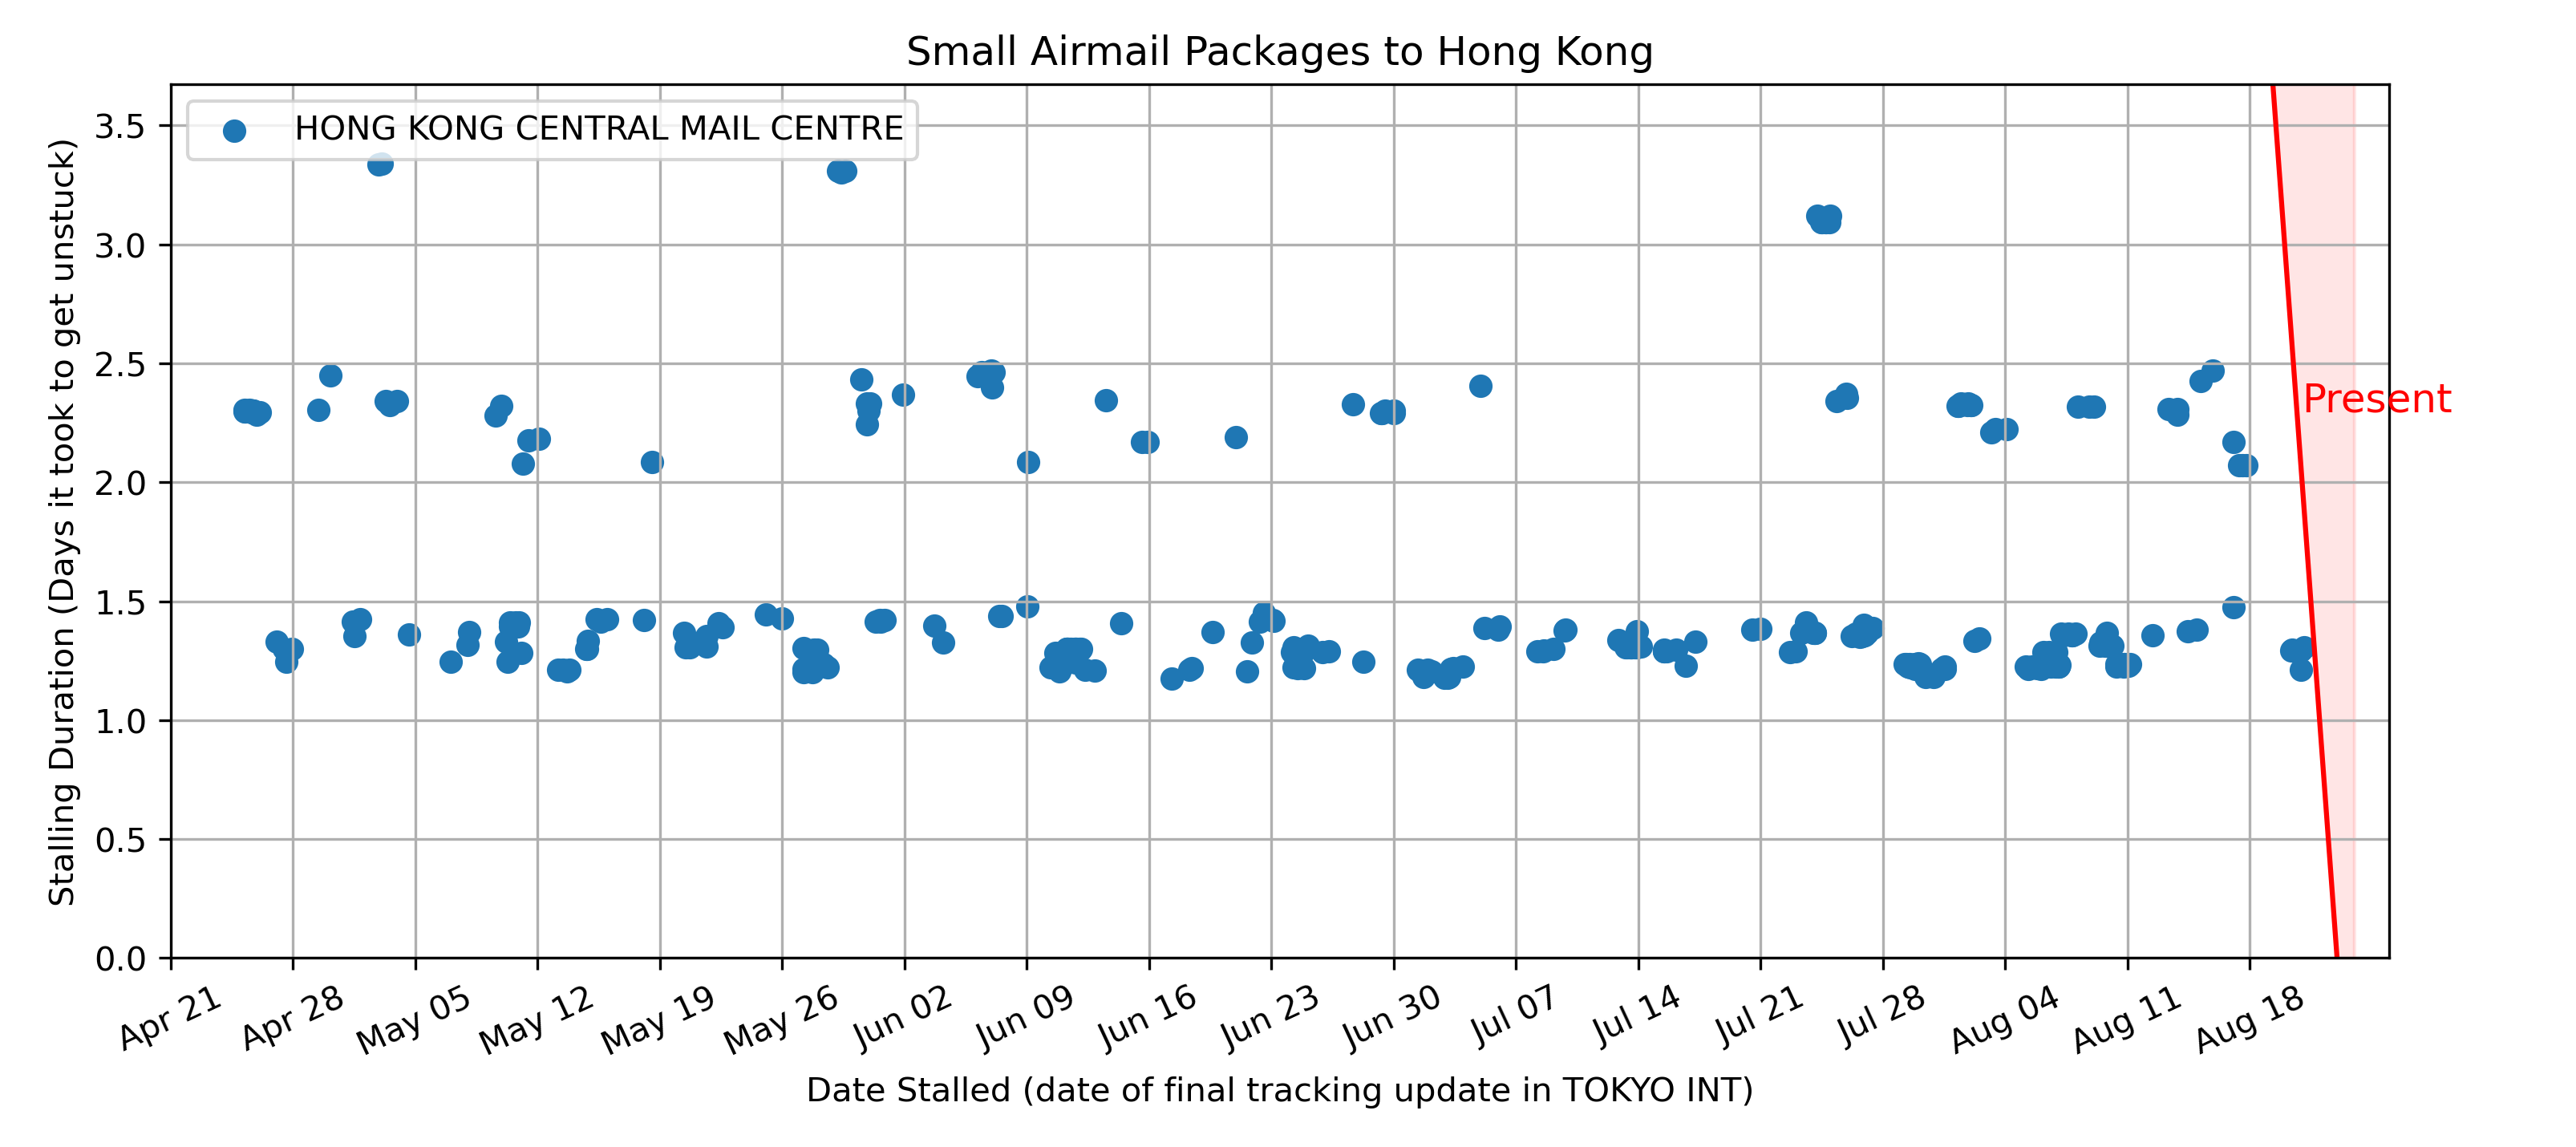 Small Airmail Packages to Hong Kong
HONG KONG CENTRAL MAIL CENTRE
Stalling Duration (Days it took to get unstuck)
3.5
3.0
2.5
2.0
1.5
1.0
0.5
0.0
Present
Apr 21
Apr 28
May 05
May 12
May 19
May 26
Jun 02
Jun 09
Jun 16
Jun 23
Jun 30
Jul 07
Jul 14
Jul 21
Jul 28
Aug 04
Aug 11
Aug 18
Date Stalled (date of final tracking update in TOKYO INT)